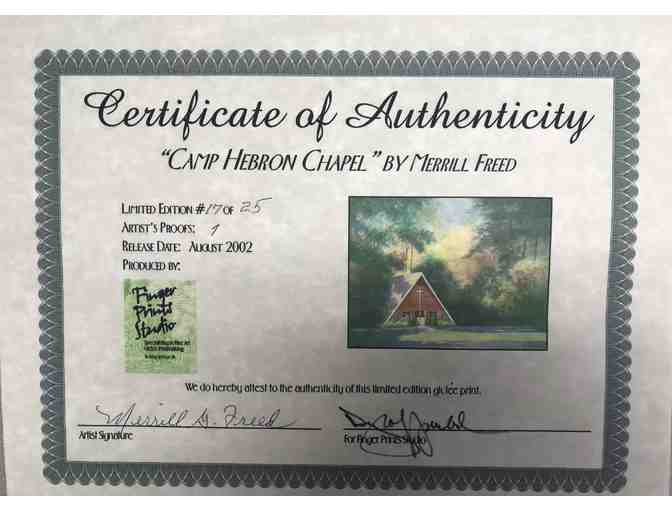 Certificate of Authenticity
"CAMP HEBRON CHAPEL" BY MERRILL FREED
LIMITED EDITION #17 OF 25
ARTIST'S PROOFS: 1
RELEASE DATE: AUGUST 2002
PRODUCED BY:
Finger
Prints
Studio
We do hereby attest to the authenticity of this limited edition giclee print.
Merrill G. Freed
Artist Signature
For Finger Prints Studio